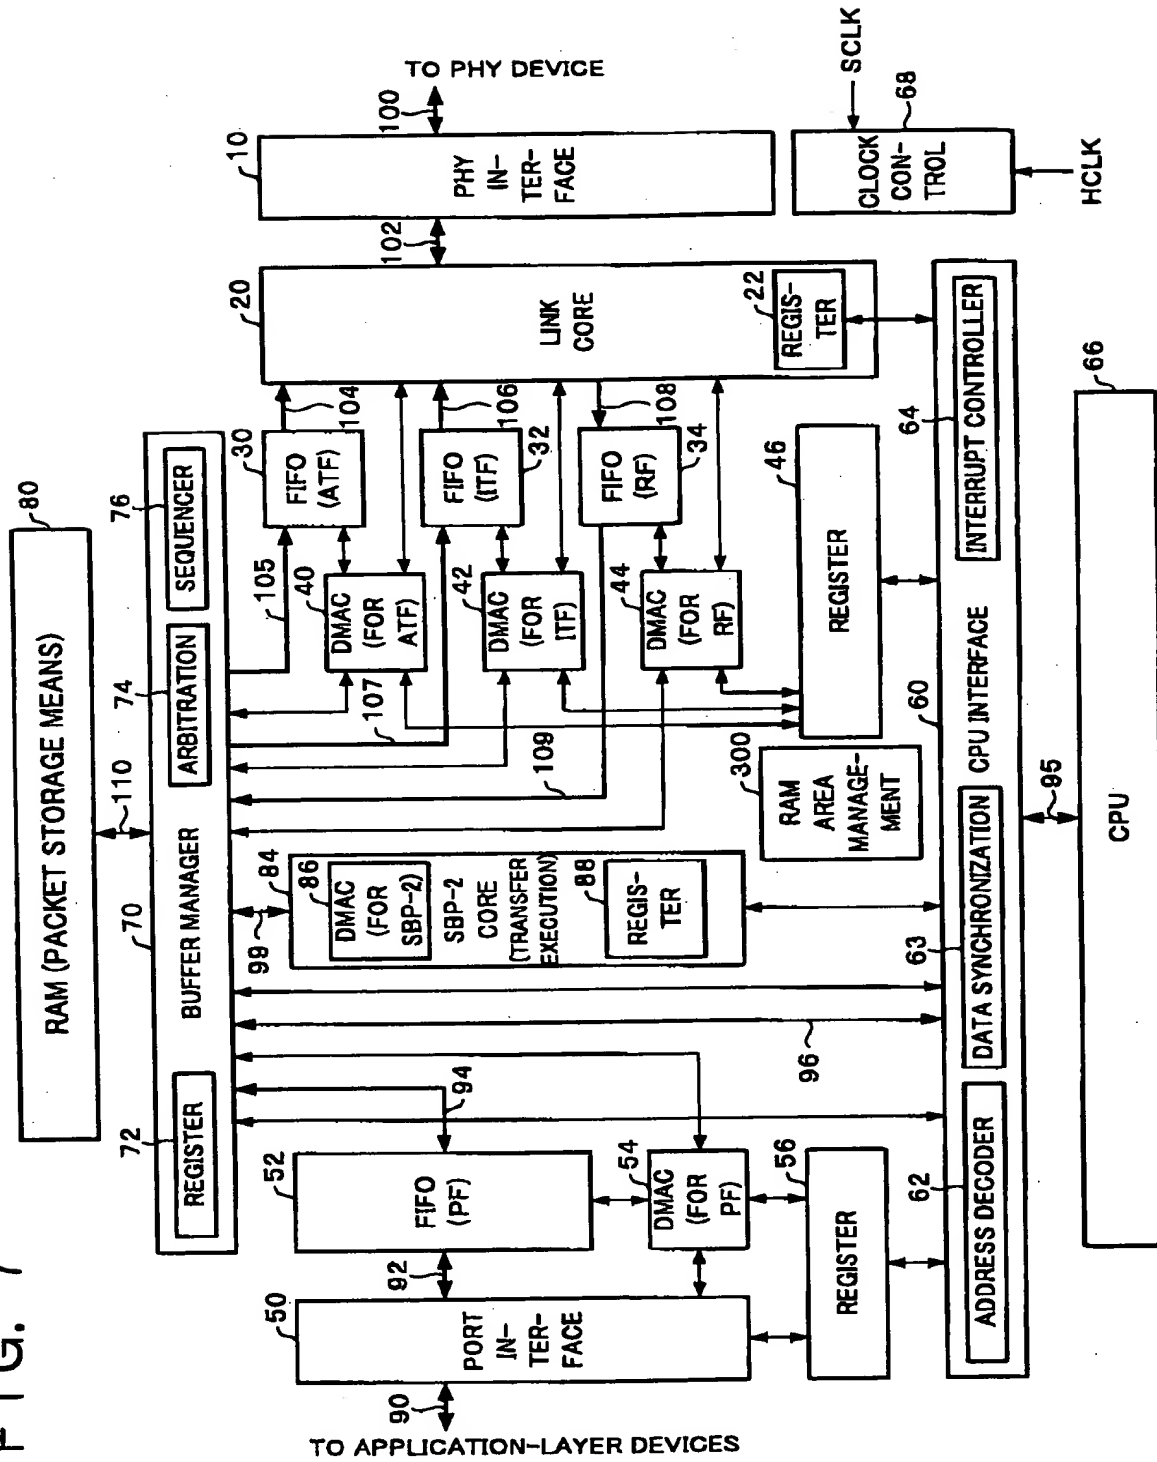 FIG. 7
RAM (PACKET STORAGE MEANS)
80
110
70
BUFFER MANAGER
72
REGISTER
74
ARBITRATION
76
SEQUENCER
TO APPLICATION-LAYER DEVICES
90
50
PORT
IN-
TER-
FACE
92
52
FIFO
(PF)
94
54
DMAC
(FOR
PF)
56
REGISTER
96
99
84
86
DMAC
(FOR
SBP-2)
SBP-2
CORE
(TRANSFER
EXECUTION)
88
REGIS-
TER
105
107
109
30
FIFO
(ATF)
104
40
DMAC
(FOR
ATF)
32
FIFO
(ITF)
106
42
DMAC
(FOR
ITF)
34
FIFO
(RF)
108
44
DMAC
(FOR
RF)
300
RAM
AREA
MANAGE-
MENT
46
REGISTER
20
LINK
CORE
22
REGIS-
TER
102
10
PHY
IN-
TER-
FACE
100
TO PHY DEVICE
SCLK
68
CLOCK
CON-
TROL
HCLK
60
CPU INTERFACE
62
ADDRESS DECODER
63
DATA SYNCHRONIZATION
64
INTERRUPT CONTROLLER
95
66
CPU